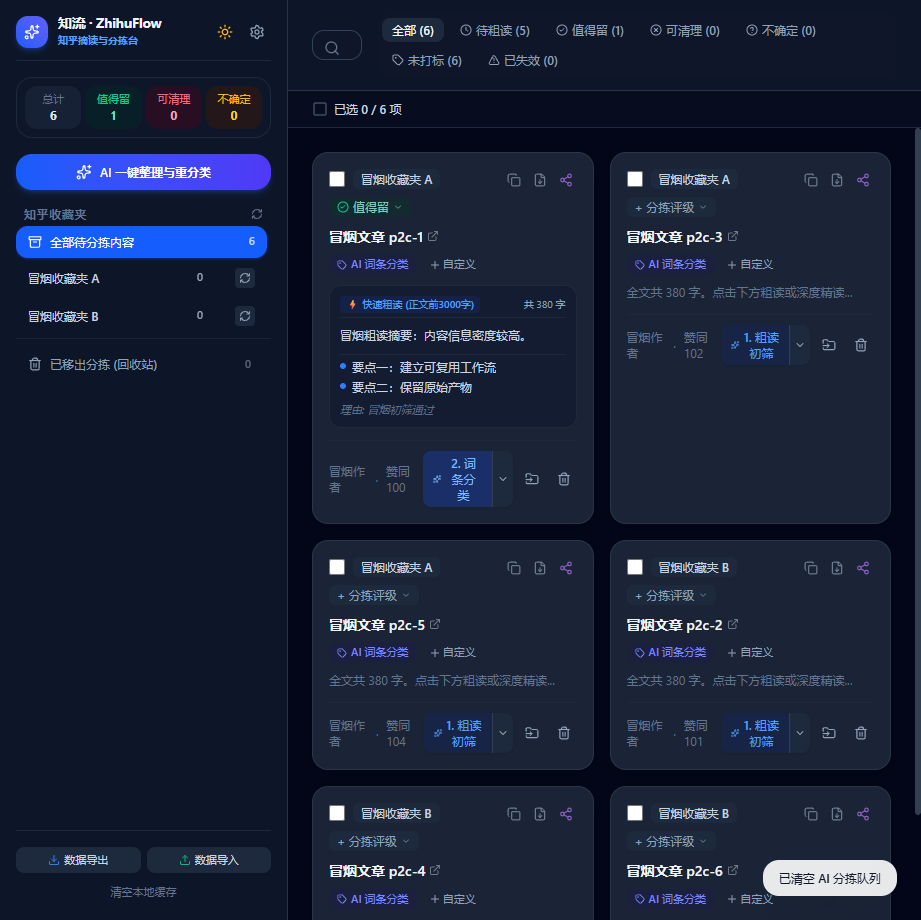 知流 · ZhihuFlow
知乎摘读与分拣台
总计
6
值得留
1
可清理
0
不确定
0
AI 一键整理与重分类
知乎收藏夹
全部待分拣内容 6
冒烟收藏夹 A 0
冒烟收藏夹 B 0
已移出分拣 (回收站) 0
数据导出
数据导入
清空本地缓存
全部 (6) 待粗读 (5) 值得留 (1) 可清理 (0) 不确定 (0)
未打标 (6) 已失效 (0)
已选 0 / 6 项
冒烟收藏夹 A
值得留
冒烟文章 p2c-1
AI 词条分类 + 自定义
快速粗读 (正文前3000字) 共 380 字
冒烟粗读摘要：内容信息密度较高。
要点一：建立可复用工作流
要点二：保留原始产物
理由: 冒烟初筛通过
冒烟作
者
·
赞同
100
2. 词
条分
类
冒烟收藏夹 A
+ 分拣评级
冒烟文章 p2c-3
AI 词条分类 + 自定义
全文共 380 字。点击下方粗读或深度精读...
冒烟作
者
·
赞同
102
1. 粗读
初筛
冒烟收藏夹 A
+ 分拣评级
冒烟文章 p2c-5
AI 词条分类 + 自定义
全文共 380 字。点击下方粗读或深度精读...
冒烟作
者
·
赞同
104
1. 粗读
初筛
冒烟收藏夹 B
+ 分拣评级
冒烟文章 p2c-2
AI 词条分类 + 自定义
全文共 380 字。点击下方粗读或深度精读...
冒烟作
者
·
赞同
101
1. 粗读
初筛
冒烟收藏夹 B
+ 分拣评级
冒烟文章 p2c-4
AI 词条分类 + 自定义
冒烟收藏夹 B
+ 分拣评级
冒烟文章 p2c-6
AI 词条分类 + 自定义
已清空 AI 分拣队列